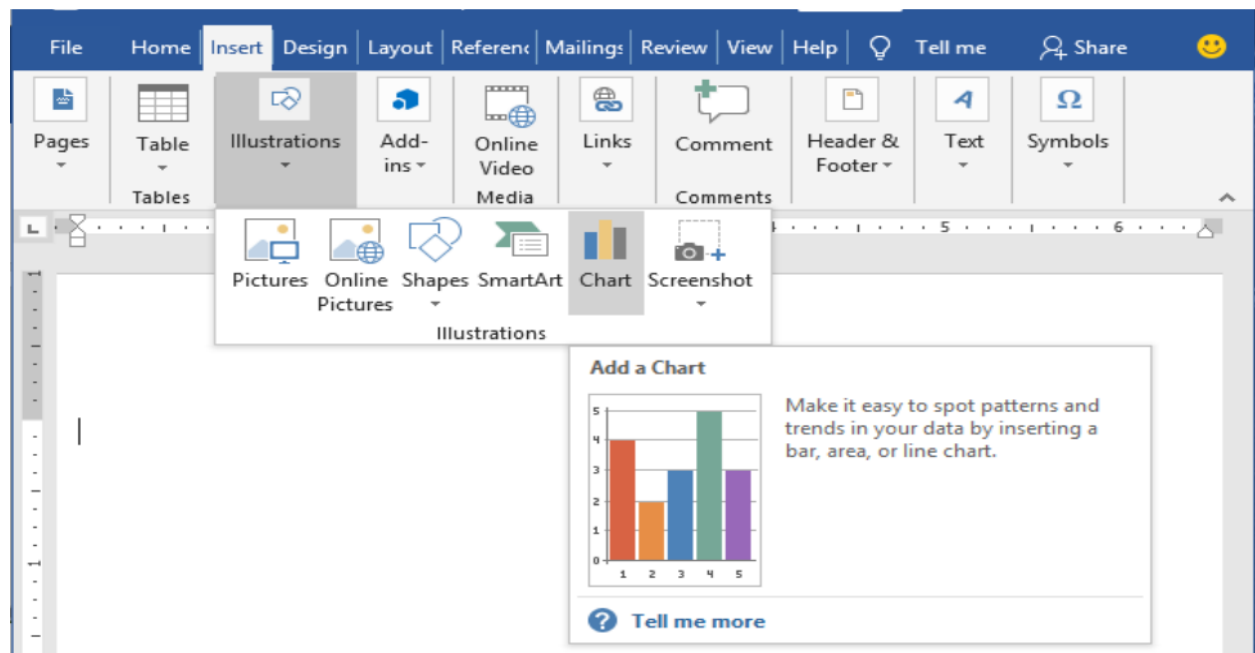 File Home Insert Design Layout Referenc Mailings Review View Help Tell me Share
Pages Table Illustrations Add-
ins Online
Video Links Comment Header &
Footer Text Symbols
Tables Media Comments
5 6
Pictures Online
Pictures Shapes SmartArt Chart Screenshot
Illustrations
Add a Chart
Make it easy to spot patterns and
trends in your data by inserting a
bar, area, or line chart.
5
4
3
2
1
0
1 2 3 4 5
Tell me more